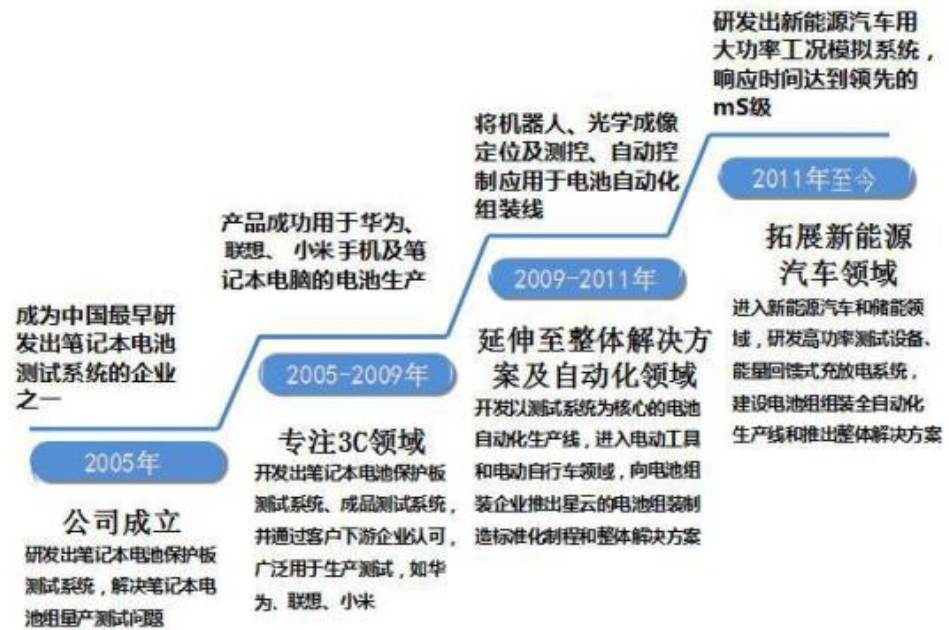 成为中国最早研
发出笔记本电池
测试系统的企业
之一
2005年
公司成立
研发出笔记本电池保护板
测试系统，解决笔记本电
池组量产测试问题
产品成功用于华为、
联想、小米手机及笔
记本电脑的电池生产
2005-2009年
专注3C领域
开发出笔记本电池保护板
测试系统、成品测试系统，
并通过客户下游企业认可，
广泛用于生产测试，如华
为、联想、小米
将机器人、光学成像
定位及测控、自动控
制应用于电池自动化
组装线
2009-2011年
延伸至整体解决方
案及自动化领域
开发以测试系统为核心的电池
自动化生产线，进入电动工具
和电动自行车领域，向电池组
装企业推出星云的电池组装制
造标准化制程和整体解决方案
研发出新能源汽车用
大功率工况模拟系统，
响应时间达到领先的
mS级
2011年至今
拓展新能源
汽车领域
进入新能源汽车和储能领
域，研发高功率测试设备、
能量回馈式充放电系统，
建设电池组组装全自动化
生产线和推出整体解决方案